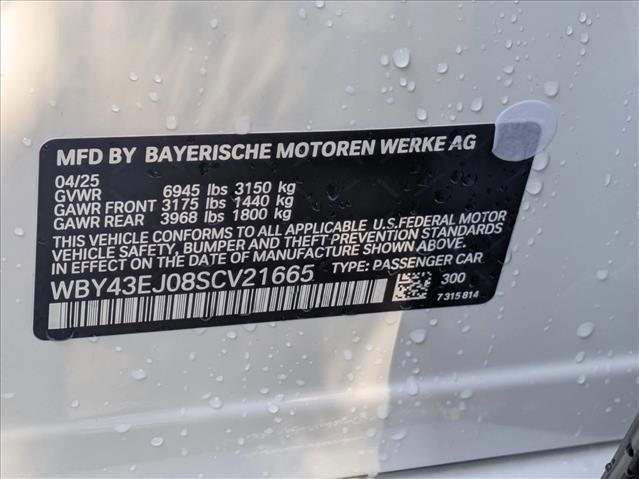 MFD BY BAYERISCHE MOTOREN WERKE AG
04/25
GVWR 6945 lbs 3150 kg
GAWR FRONT 3175 lbs 1440 kg
GAWR REAR 3968 lbs 1800 kg
THIS VEHICLE CONFORMS TO ALL APPLICABLE U.S.FEDERAL MOTOR
VEHICLE SAFETY, BUMPER AND THEFT PREVENTION STANDARDS
IN EFFECT ON THE DATE OF MANUFACTURE SHOWN ABOVE.
WBY43EJ08SCV21665 TYPE: PASSENGER CAR
300
7 315 814